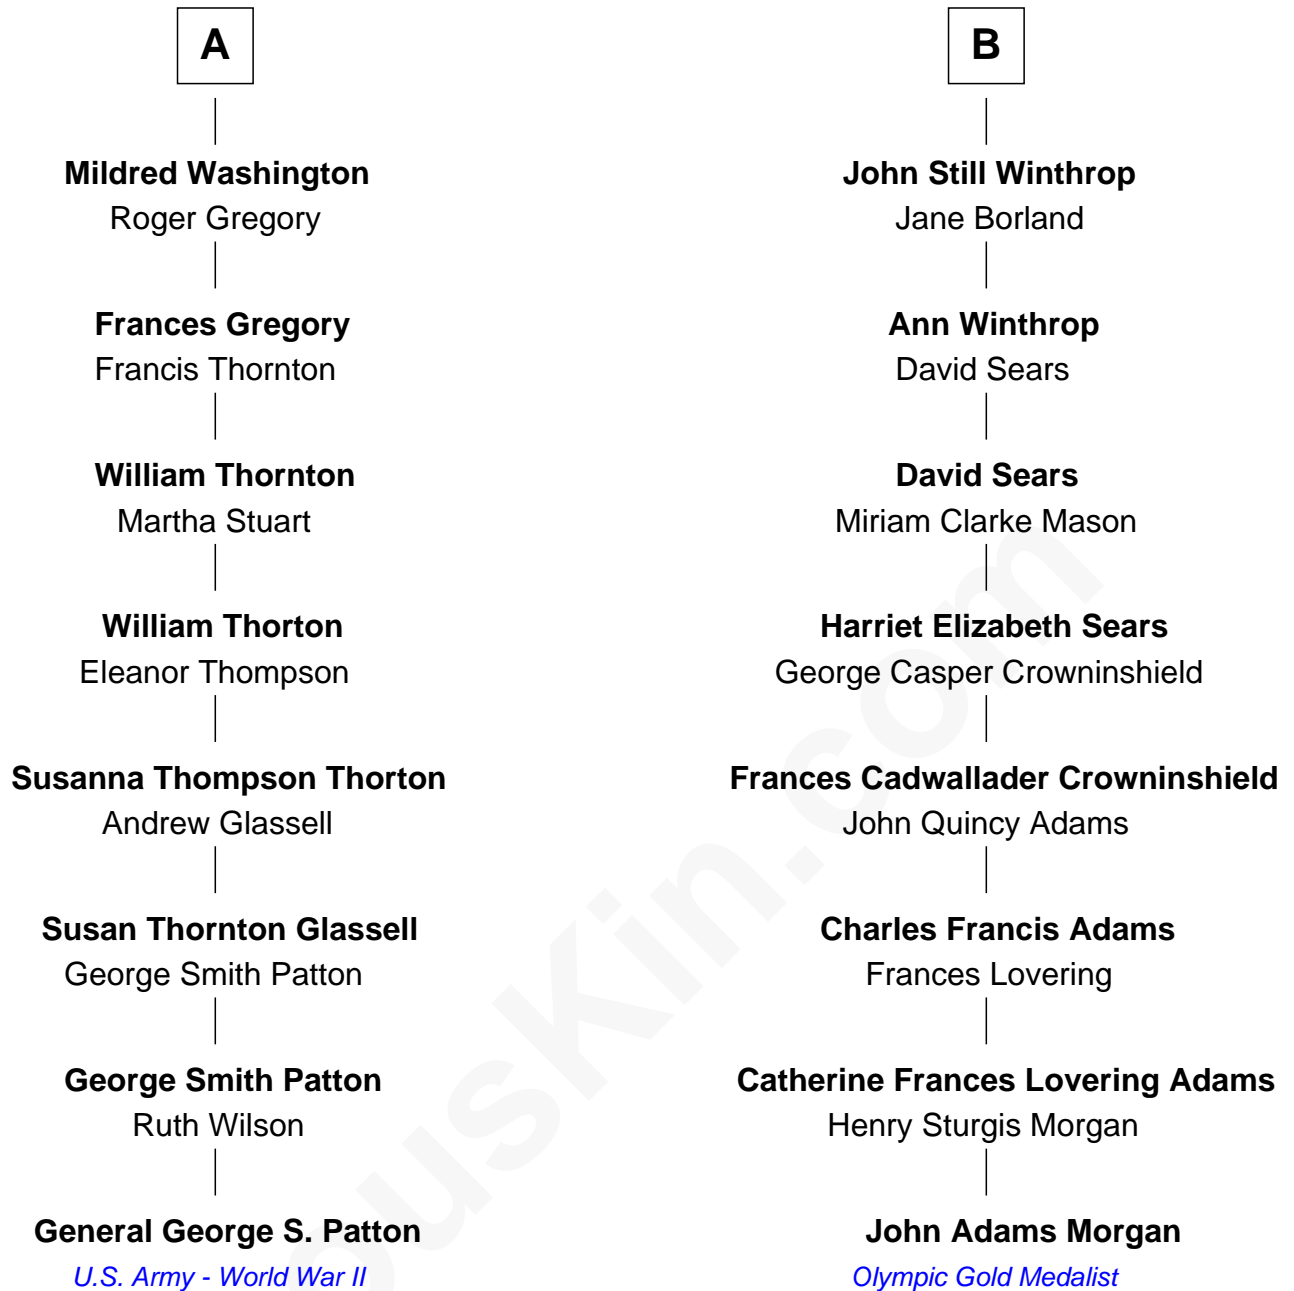 A
Mildred Washington
Roger Gregory
Frances Gregory
Francis Thornton
William Thornton
Martha Stuart
William Thorton
Eleanor Thompson
Susanna Thompson Thorton
Andrew Glassell
Susan Thornton Glassell
George Smith Patton
George Smith Patton
Ruth Wilson
General George S. Patton
U.S. Army - World War II
B
John Still Winthrop
Jane Borland
Ann Winthrop
David Sears
David Sears
Miriam Clarke Mason
Harriet Elizabeth Sears
George Casper Crowninshield
Frances Cadwallader Crowninshield
John Quincy Adams
Charles Francis Adams
Frances Lovering
Catherine Frances Lovering Adams
Henry Sturgis Morgan
John Adams Morgan
Olympic Gold Medalist
ousKin.com